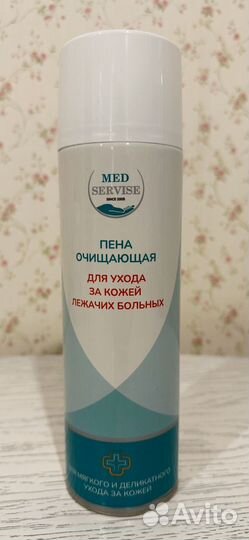 MED
SERVISE
SINCE 2005
ПЕНА
ОЧИЩАЮЩАЯ
ДЛЯ УХОДА
ЗА КОЖЕЙ
ЛЕЖАЧИХ БОЛЬНЫХ
ДЛЯ МЯГКОГО И ДЕЛИКАТНОГО
УХОДА ЗА КОЖЕЙ
Avito